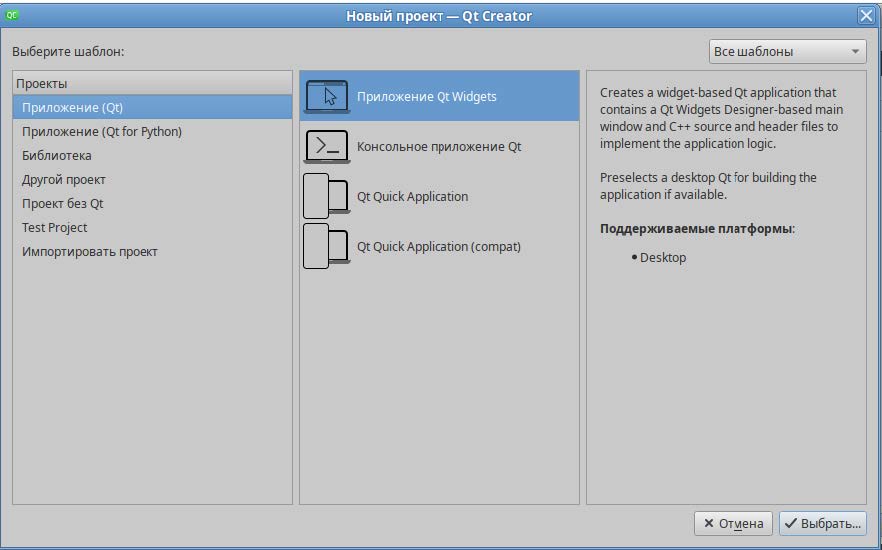 Новый проект — Qt Creator
Выберите шаблон:
Все шаблоны
Проекты
Приложение (Qt)
Приложение (Qt for Python)
Библиотека
Другой проект
Проект без Qt
Test Project
Импортировать проект
Приложение Qt Widgets
Консольное приложение Qt
Qt Quick Application
Qt Quick Application (compat)
Creates a widget-based Qt application that
contains a Qt Widgets Designer-based main
window and C++ source and header files to
implement the application logic.
Preselects a desktop Qt for building the
application if available.
Поддерживаемые платформы:
• Desktop
Отмена
Выбрать...